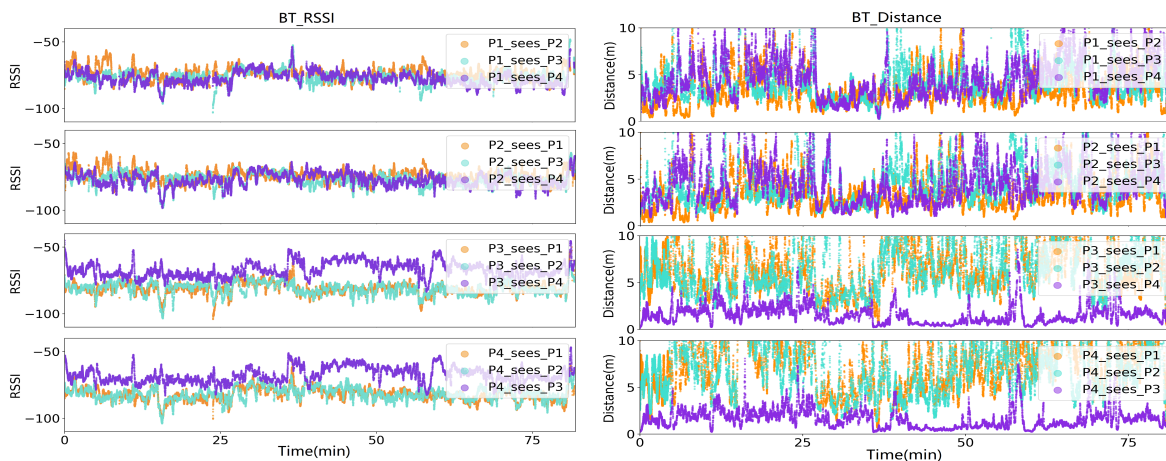 BT_RSSI
−50
−100
RSSI
P1_sees_P2
P1_sees_P3
P1_sees_P4
−50
−100
RSSI
P2_sees_P1
P2_sees_P3
P2_sees_P4
−50
−100
RSSI
P3_sees_P1
P3_sees_P2
P3_sees_P4
−50
−100
RSSI
P4_sees_P1
P4_sees_P2
P4_sees_P3
0 25 50 75
Time(min)
BT_Distance
10
5
0
Distance(m)
P1_sees_P2
P1_sees_P3
P1_sees_P4
10
5
0
Distance(m)
P2_sees_P1
P2_sees_P3
P2_sees_P4
10
5
0
Distance(m)
P3_sees_P1
P3_sees_P2
P3_sees_P4
10
5
0
Distance(m)
P4_sees_P1
P4_sees_P2
P4_sees_P3
0 25 50 75
Time(min)